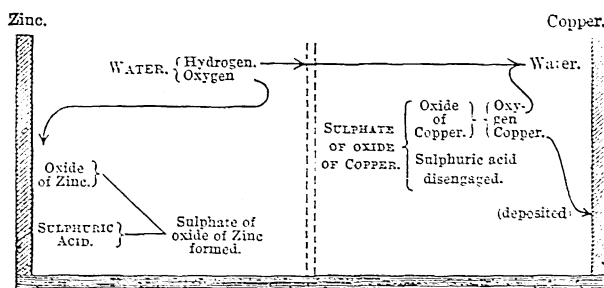 Zinc. Copper.
WATER. { Hydrogen. Oxygen
Water.
SULPHATE OF OXIDE OF COPPER.
Oxide of Copper.
Oxy-
gen
Copper.
Sulphuric acid
disengaged.
(deposited)
Oxide
of Zinc.
SULPHURIC
ACID.
Sulphate of
oxide of Zinc
formed.